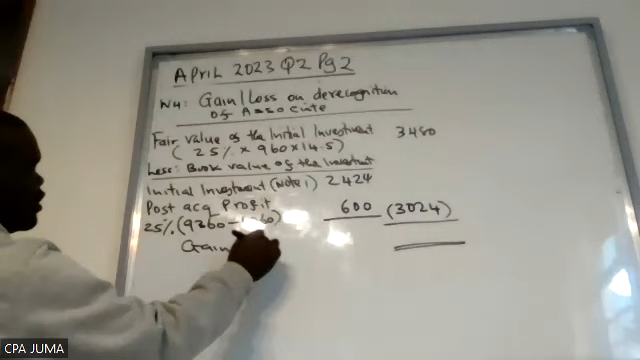 April 2023 Q2 Pg 2
N4: Gain/Loss on derecognition
of Associate
Fair value of the Initial Investment 3480
(25% x 960 x 14.5)
Less: Book value of the Investment
Initial Investment (Note 1) 2424
Post acq Profit
25% (9360 - 600 (3024)
Gain
CPA JUMA